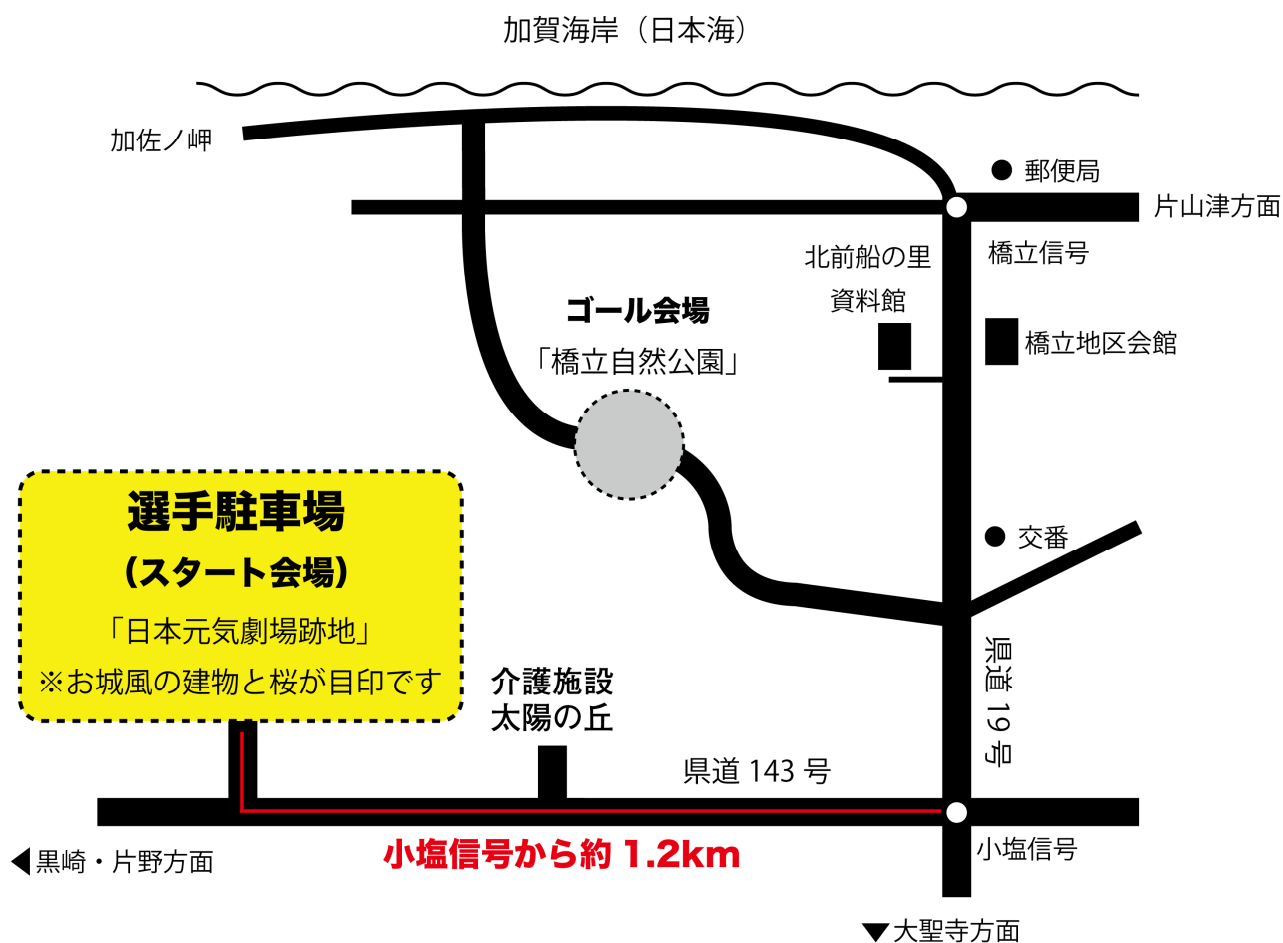 加賀海岸（日本海）
加佐ノ岬
郵便局
片山津方面
北前船の里
資料館
橋立信号
橋立地区会館
ゴール会場
「橋立自然公園」
選手駐車場
（スタート会場）
「日本元気劇場跡地」
※お城風の建物と桜が目印です
交番
介護施設
太陽の丘
県道 19 号
県道 143 号
小塩信号から約 1.2km
小塩信号
◀黒崎・片野方面
▼大聖寺方面